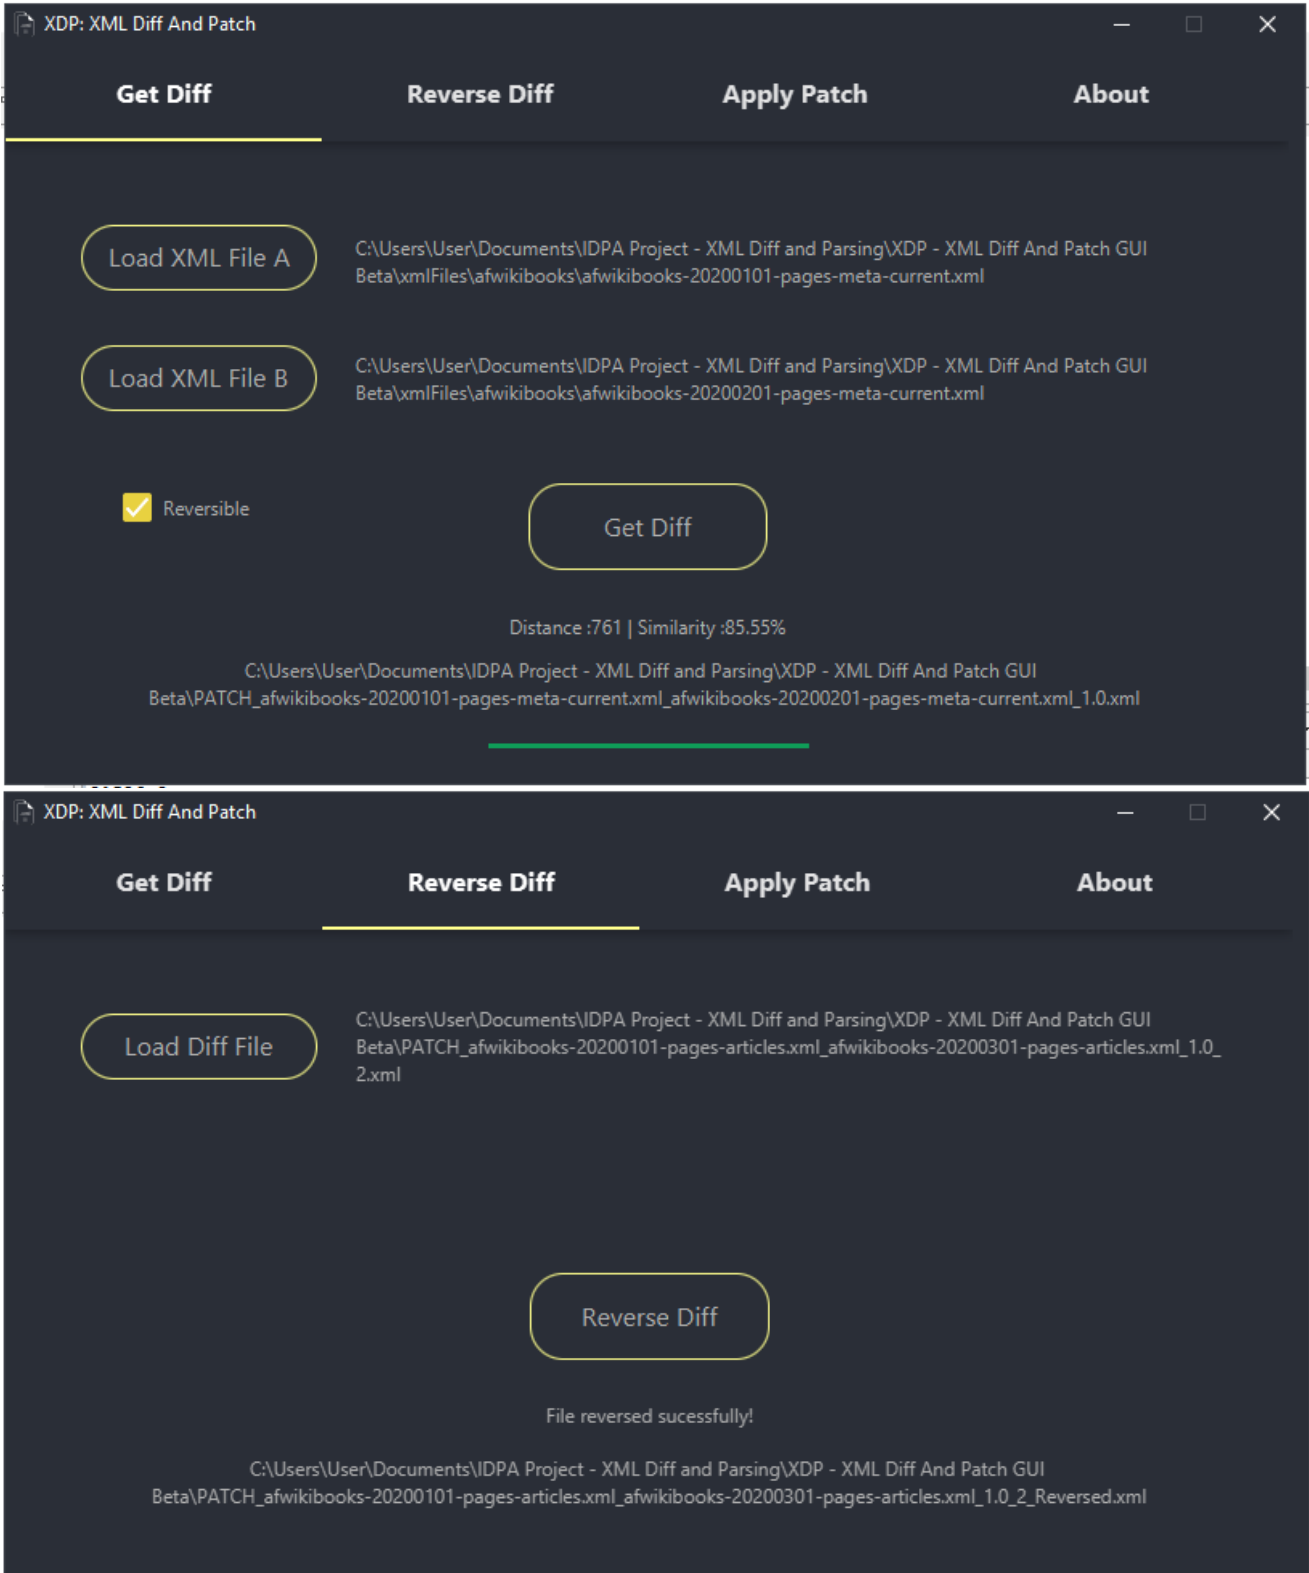 XDP: XML Diff And Patch
Get Diff Reverse Diff Apply Patch About
Load XML File A
C:\Users\User\Documents\IDPA Project - XML Diff and Parsing\XDP - XML Diff And Patch GUI
Beta\xmlFiles\afwikibooks\afwikibooks-20200101-pages-meta-current.xml
Load XML File B
C:\Users\User\Documents\IDPA Project - XML Diff and Parsing\XDP - XML Diff And Patch GUI
Beta\xmlFiles\afwikibooks\afwikibooks-20200201-pages-meta-current.xml
Reversible
Get Diff
Distance :761 | Similarity :85.55%
C:\Users\User\Documents\IDPA Project - XML Diff and Parsing\XDP - XML Diff And Patch GUI
Beta\PATCH_afwikibooks-20200101-pages-meta-current.xml_afwikibooks-20200201-pages-meta-current.xml_1.0.xml
XDP: XML Diff And Patch
Get Diff Reverse Diff Apply Patch About
Load Diff File
C:\Users\User\Documents\IDPA Project - XML Diff and Parsing\XDP - XML Diff And Patch GUI
Beta\PATCH_afwikibooks-20200101-pages-articles.xml_afwikibooks-20200301-pages-articles.xml_1.0_
2.xml
Reverse Diff
File reversed sucessfully!
C:\Users\User\Documents\IDPA Project - XML Diff and Parsing\XDP - XML Diff And Patch GUI
Beta\PATCH_afwikibooks-20200101-pages-articles.xml_afwikibooks-20200301-pages-articles.xml_1.0_2_Reversed.xml